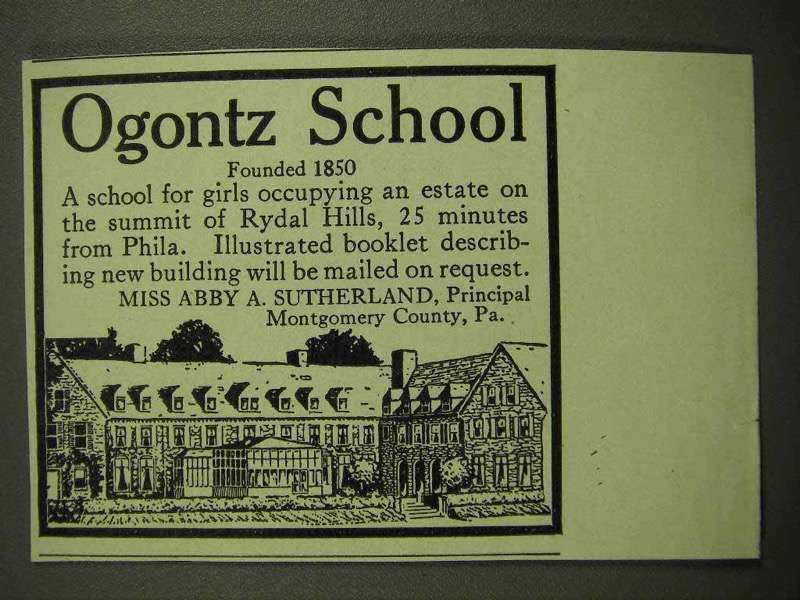 Ogontz School
Founded 1850
A school for girls occupying an estate on
the summit of Rydal Hills, 25 minutes
from Phila. Illustrated booklet describ-
ing new building will be mailed on request.
MISS ABBY A. SUTHERLAND, Principal
Montgomery County, Pa.